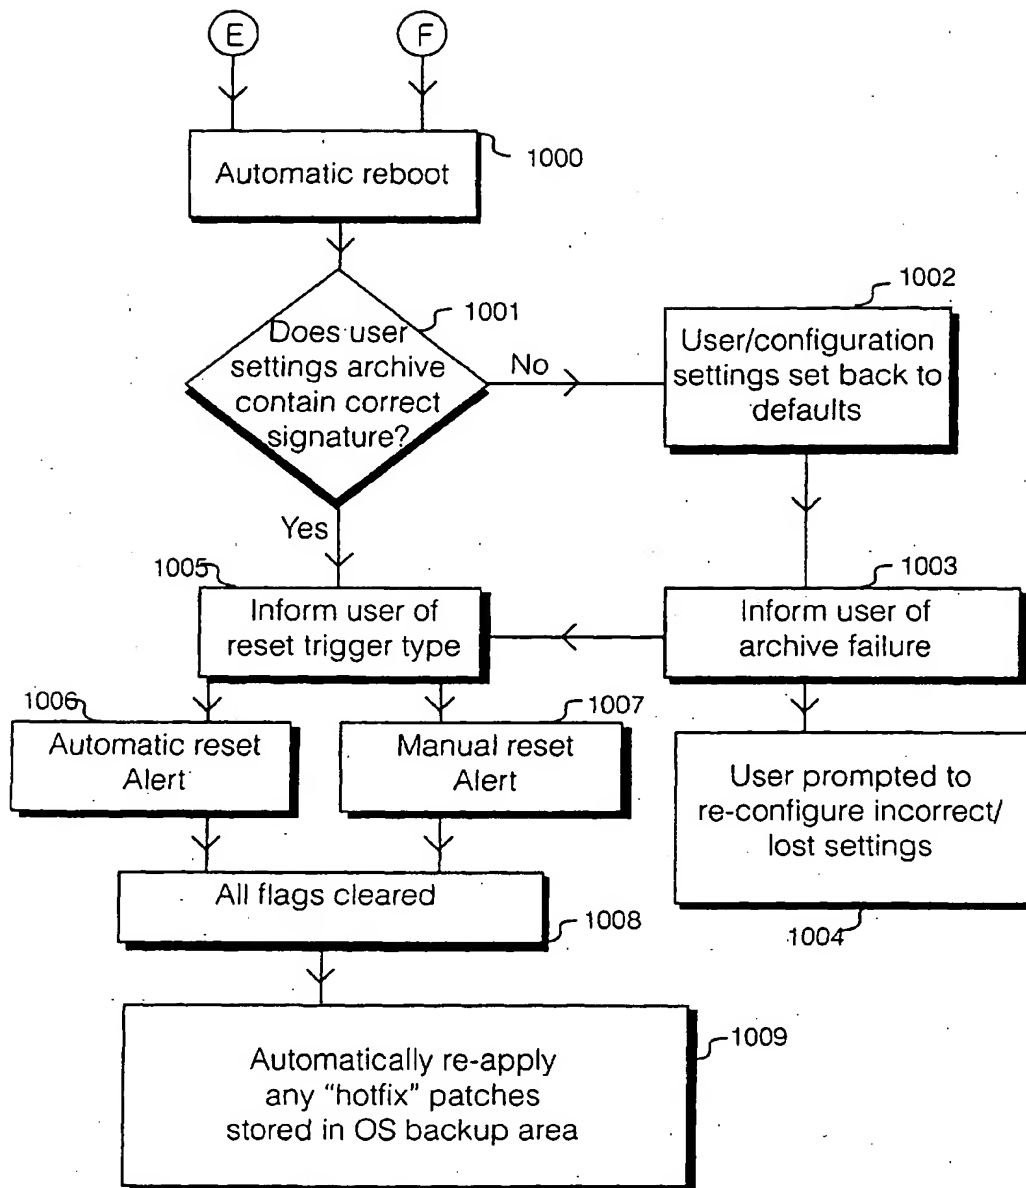 E
F
1000
Automatic reboot
1001
Does user
settings archive
contain correct
signature?
No
1002
User/configuration
settings set back to
defaults
Yes
1005
Inform user of
reset trigger type
1003
Inform user of
archive failure
1006
Automatic reset
Alert
1007
Manual reset
Alert
User prompted to
re-configure incorrect/
lost settings
1004
All flags cleared
1008
1009
Automatically re-apply
any “hotfix” patches
stored in OS backup area